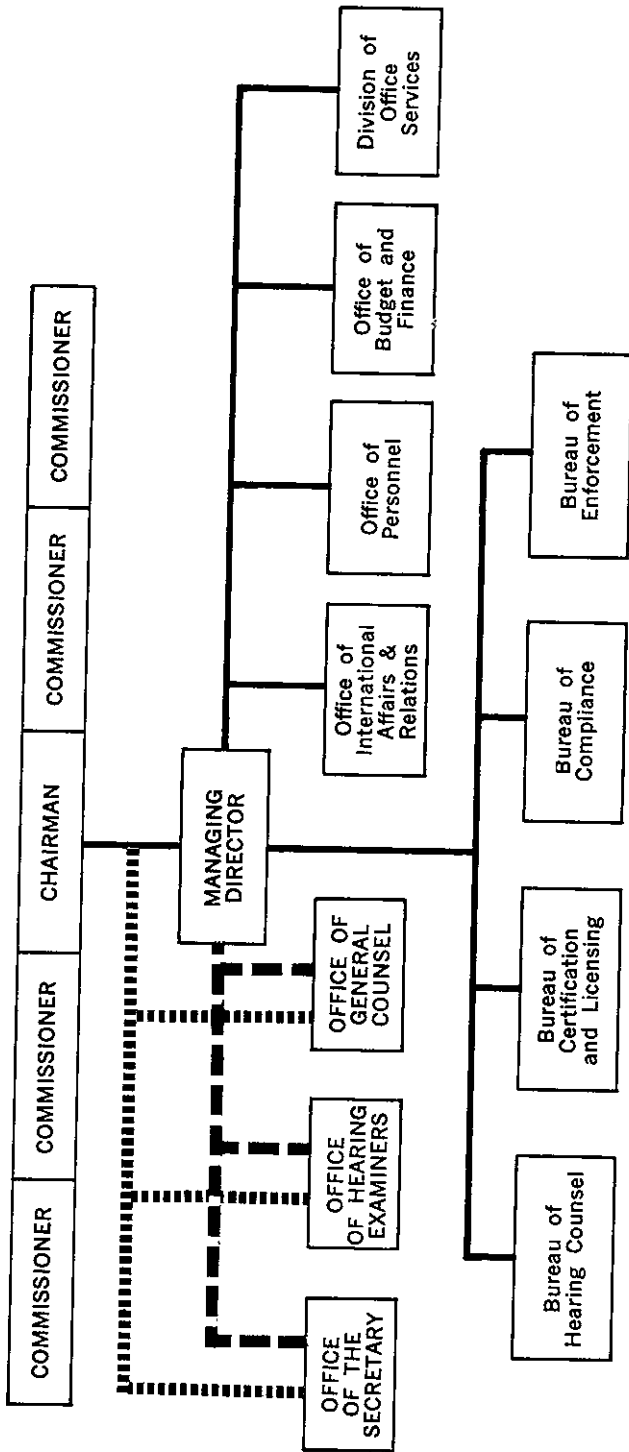 COMMISSIONER
COMMISSIONER
CHAIRMAN
COMMISSIONER
COMMISSIONER
MANAGING
DIRECTOR
OFFICE
OF THE
SECRETARY
OFFICE
OF HEARING
EXAMINERS
OFFICE OF
GENERAL
COUNSEL
Office of
International
Affairs &
Relations
Office of
Personnel
Office of
Budget and
Finance
Division of
Office
Services
Bureau of
Hearing Counsel
Bureau of
Certification
and Licensing
Bureau of
Compliance
Bureau of
Enforcement